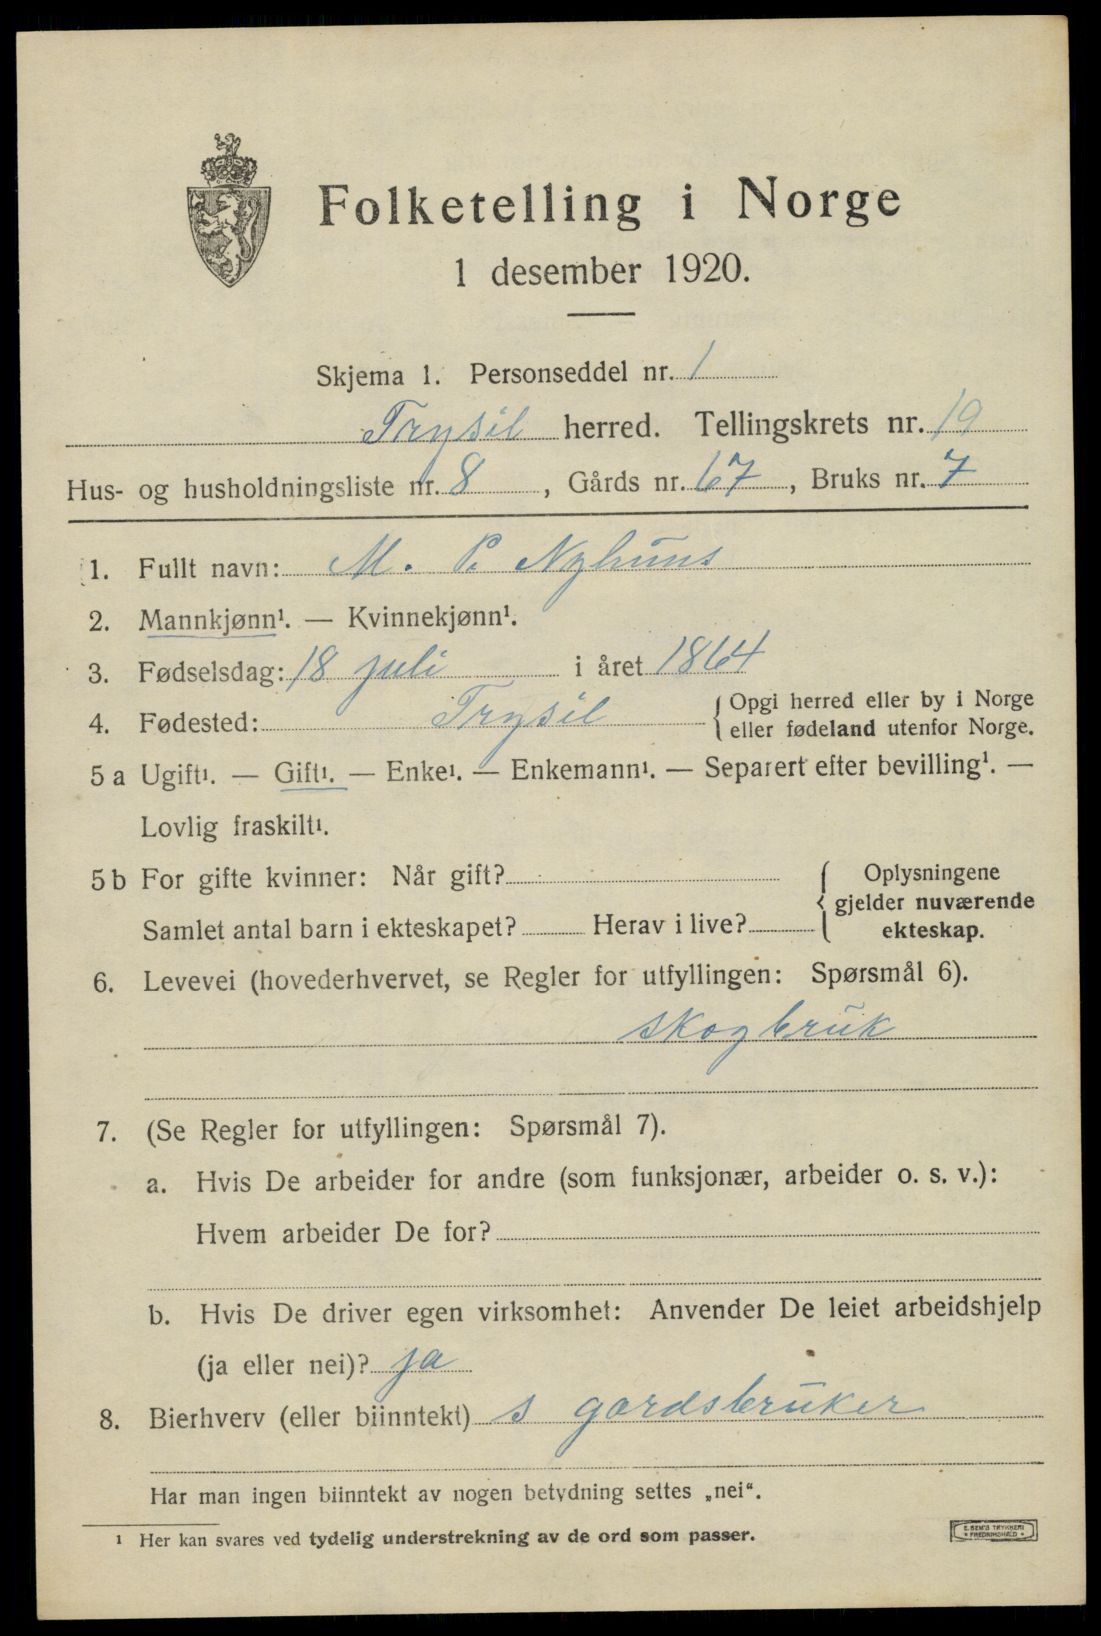 Folketelling i Norge
1 desember 1920.
Skjema 1. Personseddel nr. 1
Trysil herred. Tellingskrets nr. 19
Hus- og husholdningsliste nr. 8, Gårds nr. 67, Bruks nr. 7
1. Fullt navn: M. P. Nyhuus
2. Mannkjønn¹. — Kvinnekjønn¹.
3. Fødselsdag: 18 juli i året 1864
4. Fødested: Trysil { Opgi herred eller by i Norge
eller fødeland utenfor Norge.
5 a Ugift¹. — Gift¹. — Enke¹. — Enkemann¹. — Separert efter bevilling¹. —
Lovlig fraskilt¹.
5 b For gifte kvinner: Når gift? { Oplysningene
gjelder nuværende
ekteskap.
Samlet antal barn i ekteskapet? Herav i live?
6. Levevei (hovederhvervet, se Regler for utfyllingen: Spørsmål 6).
skogbruk
7. (Se Regler for utfyllingen: Spørsmål 7).
a. Hvis De arbeider for andre (som funksjonær, arbeider o. s. v.):
Hvem arbeider De for?
b. Hvis De driver egen virksomhet: Anvender De leiet arbeidshjelp
(ja eller nei)? ja
8. Bierhverv (eller biinntekt) s gardsbruker
Har man ingen biinntekt av nogen betydning settes „nei“.
¹ Her kan svares ved tydelig understrekning av de ord som passer.
E. SEM'S TRYKKERI
FREDRIKSHALD